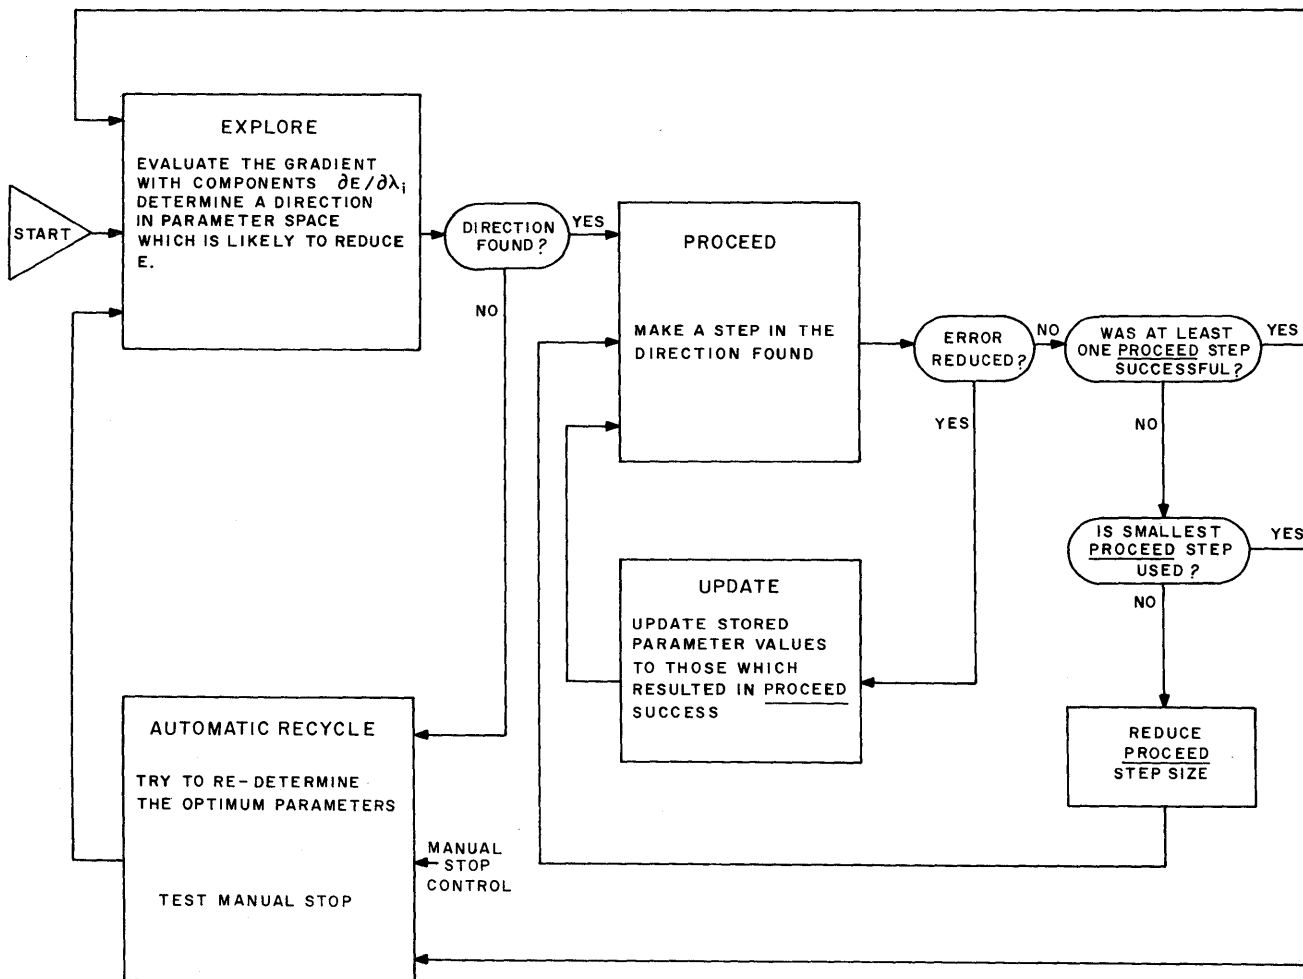 START
EXPLORE
EVALUATE THE GRADIENT
WITH COMPONENTS ∂E/∂λi
DETERMINE A DIRECTION
IN PARAMETER SPACE
WHICH IS LIKELY TO REDUCE
E.
DIRECTION
FOUND?
YES
NO
PROCEED
MAKE A STEP IN THE
DIRECTION FOUND
ERROR
REDUCED?
NO
YES
WAS AT LEAST
ONE PROCEED STEP
SUCCESSFUL?
YES
NO
IS SMALLEST
PROCEED STEP
USED?
YES
NO
UPDATE
UPDATE STORED
PARAMETER VALUES
TO THOSE WHICH
RESULTED IN PROCEED
SUCCESS
REDUCE
PROCEED
STEP SIZE
AUTOMATIC RECYCLE
TRY TO RE-DETERMINE
THE OPTIMUM PARAMETERS
TEST MANUAL STOP
MANUAL
STOP
CONTROL